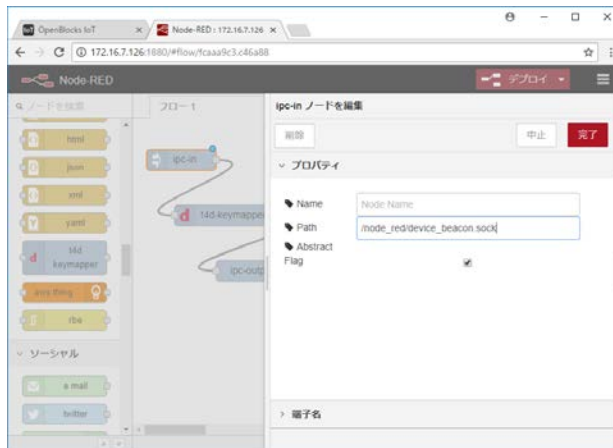 OpenBlocks IoT
Node-RED : 172.16.7.126
172.16.7.126:1880/#flow/fcaaa9c3.c46a88
Node-RED
デプロイ
ノードを検索
フロー 1
ipc-in ノードを編集
削除
中止
完了
プロパティ
html
json
xml
yaml
t4d
keymapper
aws thing
rbe
ソーシャル
e mail
twitter
ipc-in
t4d-keymapper
ipc-outp
Name
Node Name
Path
/node_red/device_beacon.sock
Abstract
Flag
端子名